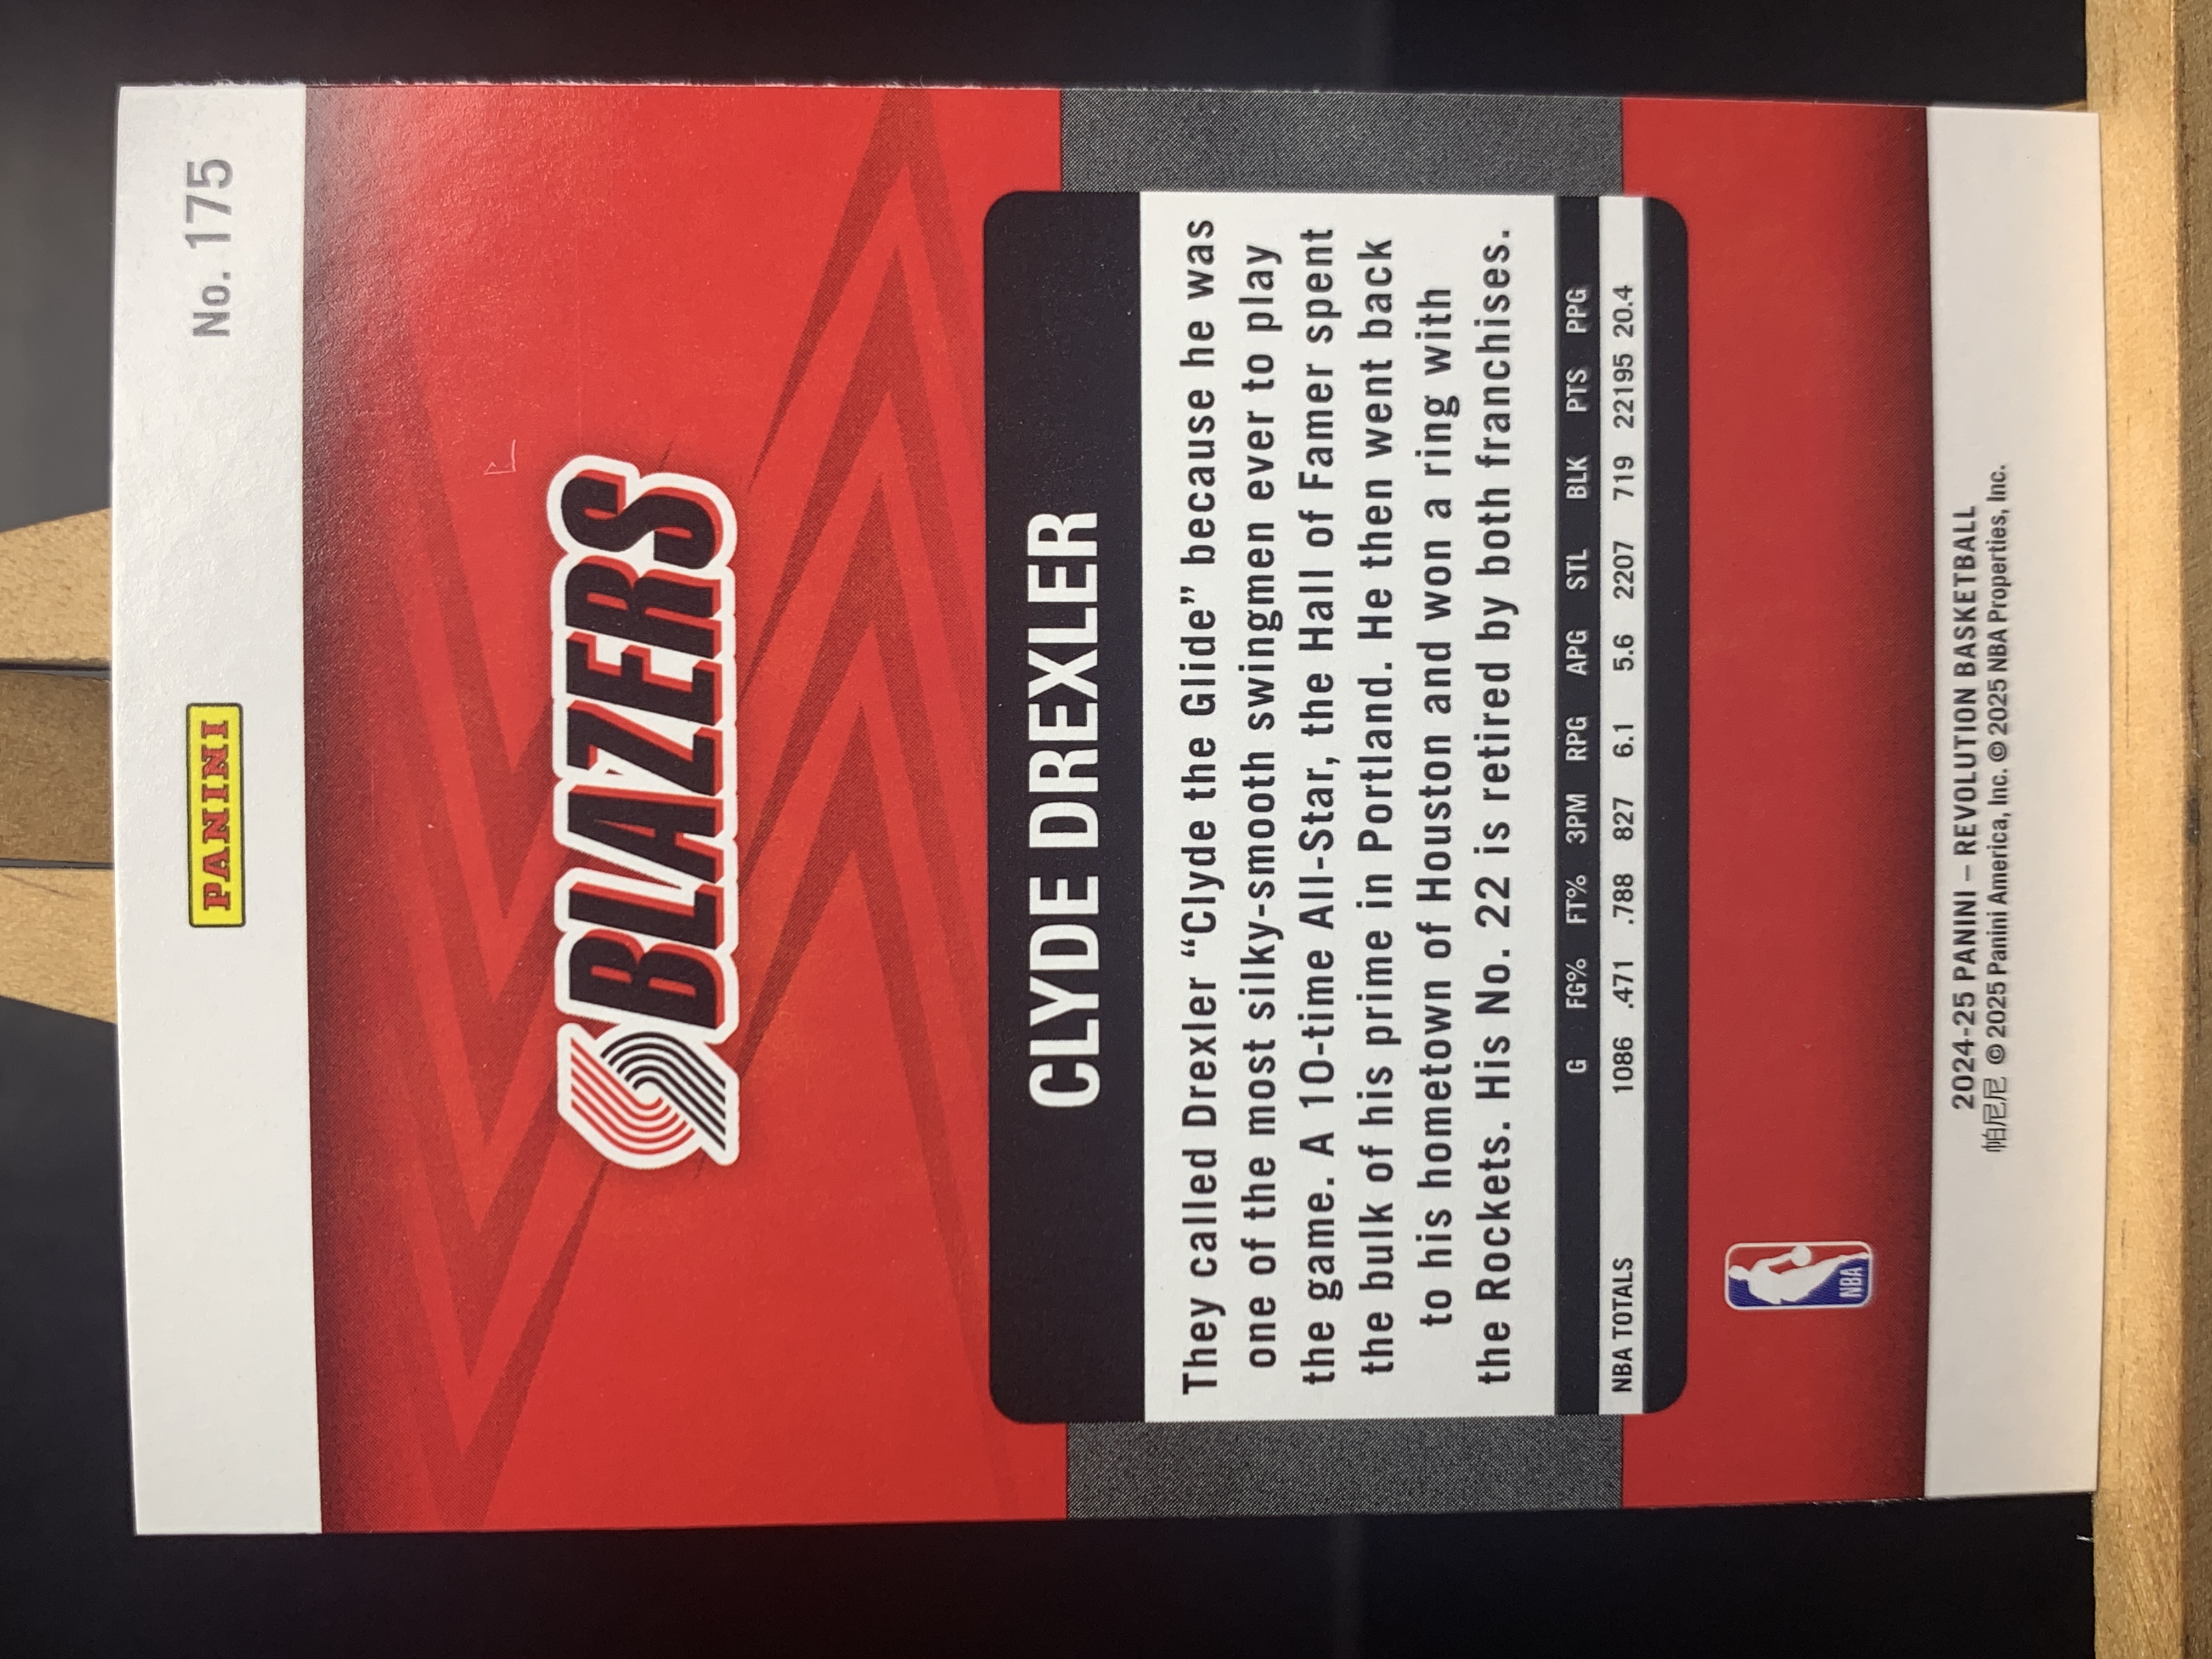 PANINI
No. 175
BLAZERS
CLYDE DREXLER
They called Drexler “Clyde the Glide” because he was
one of the most silky-smooth swingmen ever to play
the game. A 10-time All-Star, the Hall of Famer spent
the bulk of his prime in Portland. He then went back
to his hometown of Houston and won a ring with
the Rockets. His No. 22 is retired by both franchises.
G FG% FT% 3PM RPG APG STL BLK PTS PPG
NBA TOTALS 1086 .471 .788 827 6.1 5.6 2207 719 22195 20.4
NBA
2024-25 PANINI – REVOLUTION BASKETBALL
帕尼尼 © 2025 Panini America, Inc. © 2025 NBA Properties, Inc.